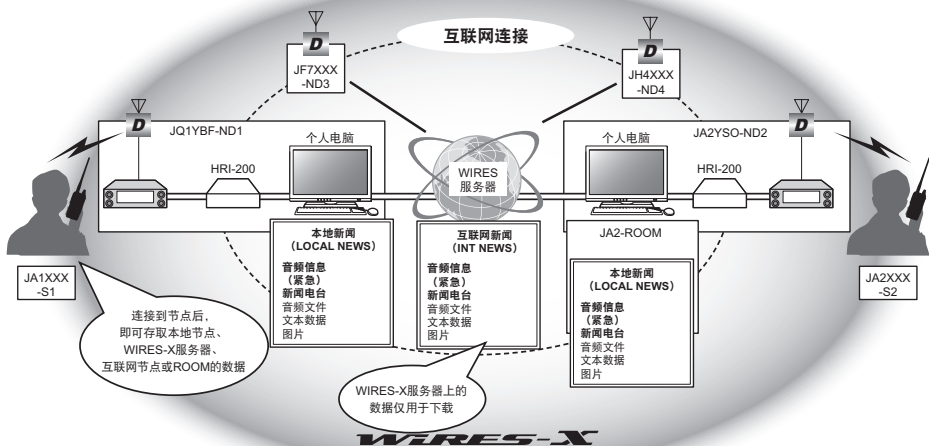 互联网连接
D
JF7XXX
-ND3
D
JH4XXX
-ND4
D
JQ1YBF-ND1
个人电脑
HRI-200
WIRES
服务器
JA2YSO-ND2
D
个人电脑
HRI-200
JA1XXX
-S1
JA2XXX
-S2
本地新闻
（LOCAL NEWS）
音频信息
（紧急）
新闻电台
音频文件
文本数据
图片
互联网新闻
（INT NEWS）
音频信息
（紧急）
新闻电台
音频文件
文本数据
图片
JA2-ROOM
本地新闻
（LOCAL NEWS）
音频信息
（紧急）
新闻电台
音频文件
文本数据
图片
连接到节点后，
即可存取本地节点、
WIRES-X服务器、
互联网节点或ROOM的数据
WIRES-X服务器上的
数据仅用于下载
WiRES-X